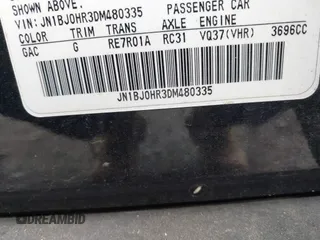 SHOWN ABOVE. PASSENGER CAR
VIN: JN1BJ0HR3DM480335
COLOR TRIM TRANS AXLE ENGINE
GAC G RE7R01A RC31 VQ37(VHR) 3696CC
JN1BJ0HR3DM480335
DREAMBID